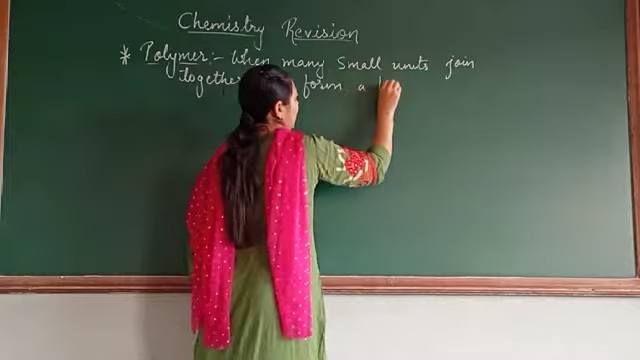 Chemistry Revision
* Polymer:- When many Small units join
together form a